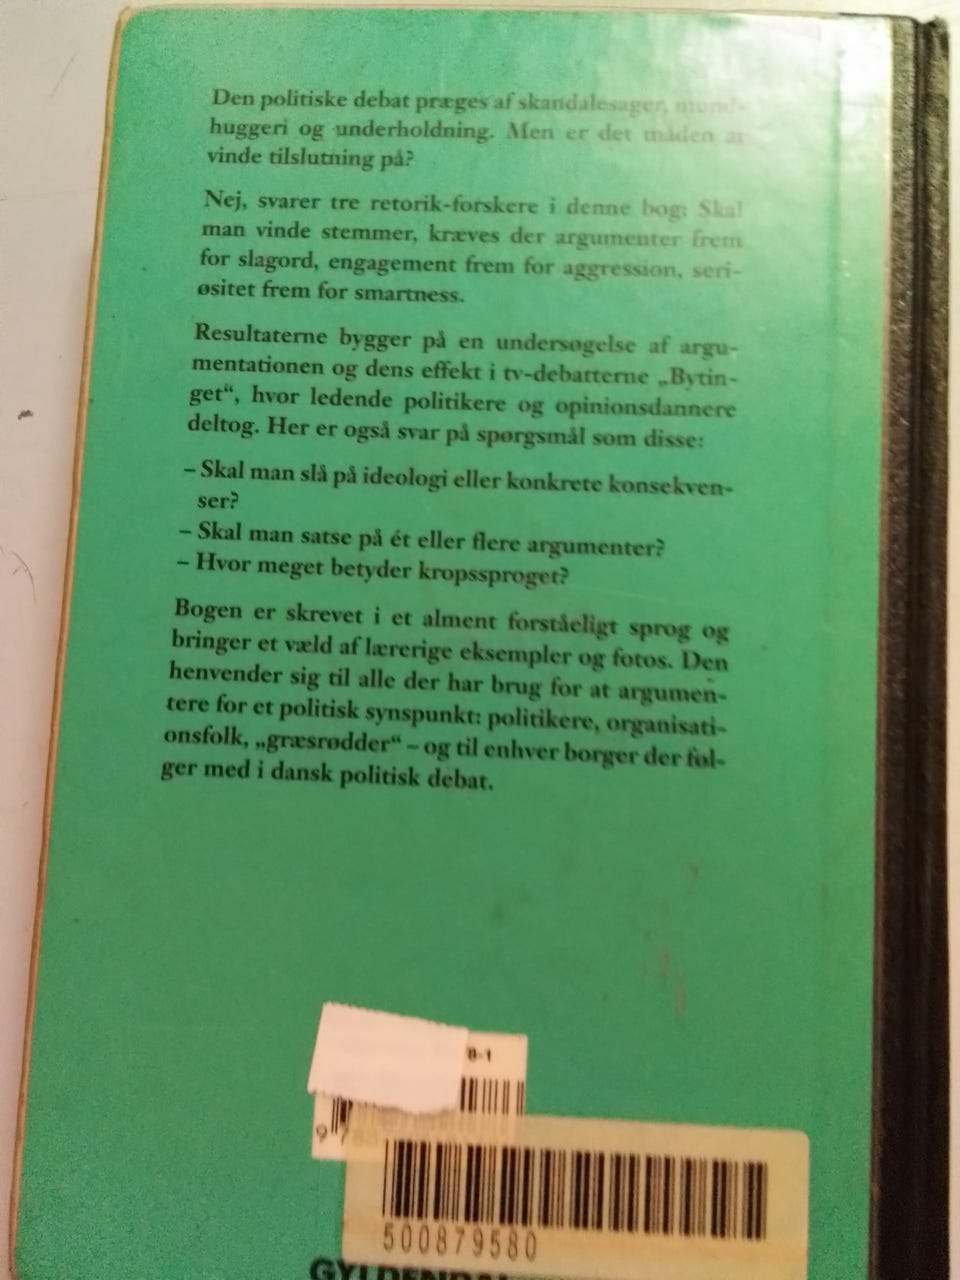 Den politiske debat præges af skandalesager, mund-
huggeri og underholdning. Men er det måden at
vinde tilslutning på?
Nej, svarer tre retorik-forskere i denne bog: Skal
man vinde stemmer, kræves der argumenter frem
for slagord, engagement frem for aggression, seri-
øsitet frem for smartness.
Resultaterne bygger på en undersøgelse af argu-
mentationen og dens effekt i tv-debatterne „Bytin-
get“, hvor ledende politikere og opinionsdannere
deltog. Her er også svar på spørgsmål som disse:
– Skal man slå på ideologi eller konkrete konsekven-
ser?
– Skal man satse på ét eller flere argumenter?
– Hvor meget betyder kropssproget?
Bogen er skrevet i et alment forståeligt sprog og
bringer et væld af lærerige eksempler og fotos. Den
henvender sig til alle der har brug for at argumen-
tere for et politisk synspunkt: politikere, organisati-
onsfolk, „græsrødder“ – og til enhver borger der føl-
ger med i dansk politisk debat.
8-1
9 78
500879580
GYLDENDAL